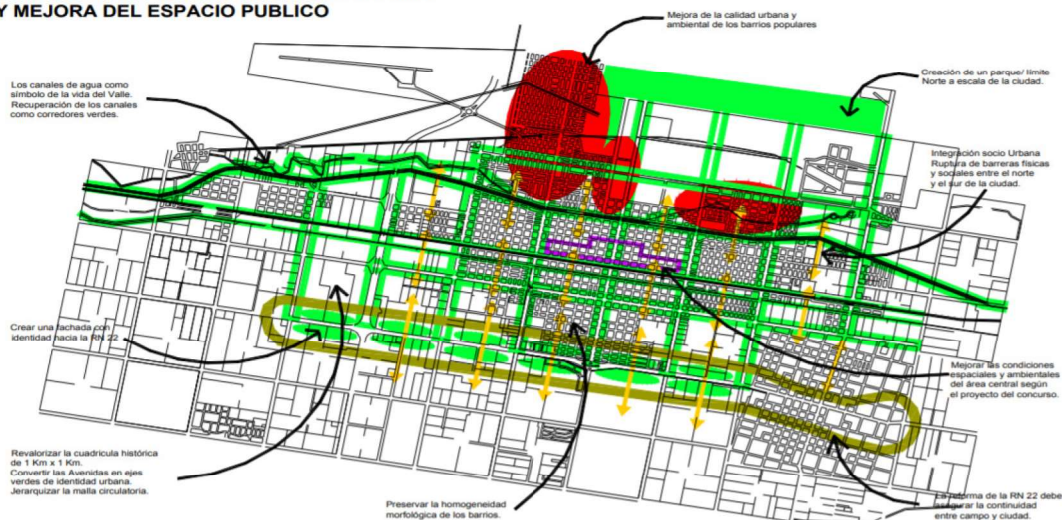 Y MEJORA DEL ESPACIO PUBLICO
Mejora de la calidad urbana y
ambiental de los barrios populares
Los canales de agua como
símbolo de la vida del Valle.
Recuperación de los canales
como corredores verdes.
Creación de un parque/ límite
Norte a escala de la ciudad.
Integración socio Urbana
Ruptura de barreras físicas
y sociales entre el norte
y el sur de la ciudad.
Crear una fachada con
identidad hacia la RN 22
Mejorar las condiciones
espaciales y ambientales
del área central según
el proyecto del concurso.
Revalorizar la cuadricula histórica
de 1 Km x 1 Km.
Convertir las Avenidas en ejes
verdes de identidad urbana.
Jerarquizar la malla circulatoria.
Preservar la homogeneidad
morfológica de los barrios.
La reforma de la RN 22 debe
asegurar la continuidad
entre campo y ciudad.